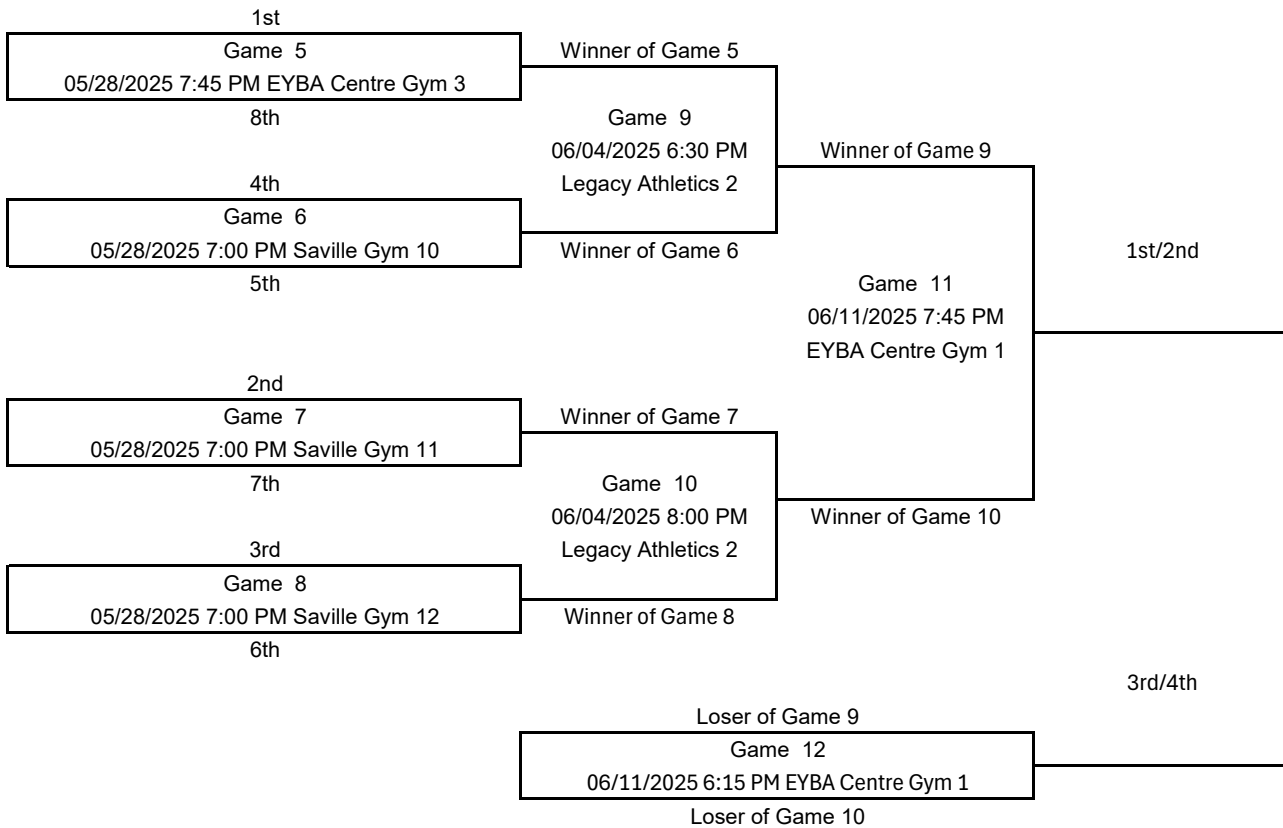 1st
Game 5
05/28/2025 7:45 PM EYBA Centre Gym 3
8th
4th
Game 6
05/28/2025 7:00 PM Saville Gym 10
5th
2nd
Game 7
05/28/2025 7:00 PM Saville Gym 11
7th
3rd
Game 8
05/28/2025 7:00 PM Saville Gym 12
6th
Winner of Game 5
Game 9
06/04/2025 6:30 PM
Legacy Athletics 2
Winner of Game 6
Winner of Game 7
Game 10
06/04/2025 8:00 PM
Legacy Athletics 2
Winner of Game 8
Winner of Game 9
Game 11
06/11/2025 7:45 PM
EYBA Centre Gym 1
Winner of Game 10
1st/2nd
Loser of Game 9
Game 12
06/11/2025 6:15 PM EYBA Centre Gym 1
Loser of Game 10
3rd/4th